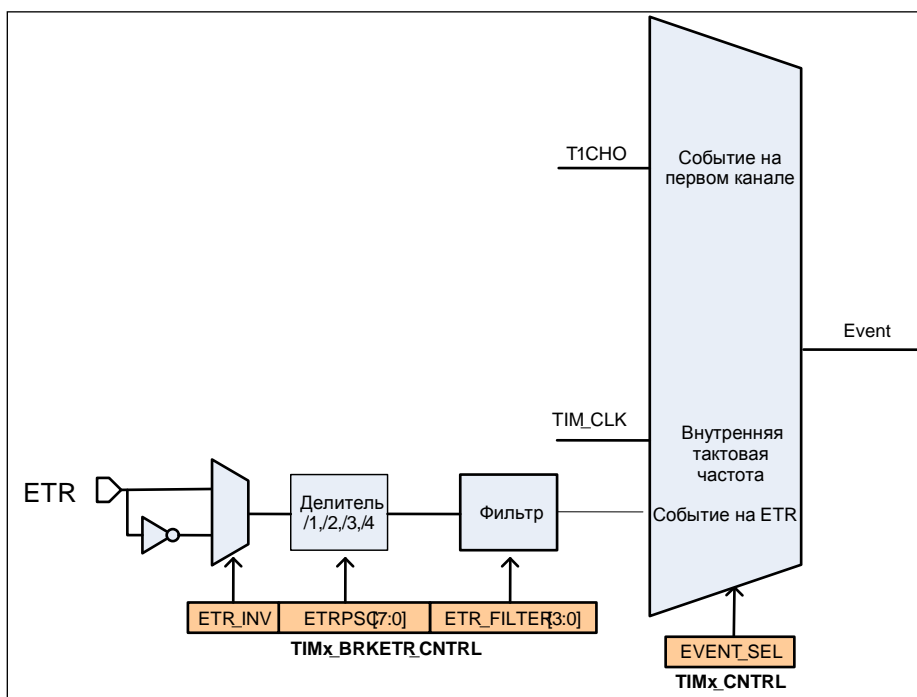 T1CHO
Событие на
первом канале
Event
TIM_CLK
Внутренняя
тактовая
частота
ETR
Делитель
/1,/2,/3,/4
Фильтр
Событие на ETR
ETR_INV
ETRPSC[7:0]
ETR_FILTER[3:0]
TIMx_BRKETR_CNTRL
EVENT_SEL
TIMx_CNTRL